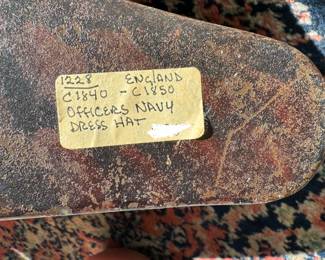 1228 ENGLAND
C1840 - C1850
OFFICERS NAVY
DRESS HAT